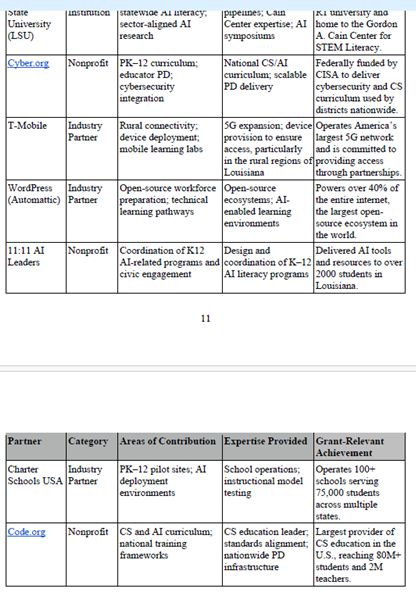 State Institution statewide AI literacy; pipelines; Cain R1 university and
University sector-aligned AI Center expertise; AI home to the Gordon
(LSU) research symposiums A. Cain Center for
STEM Literacy.
Cyber.org Nonprofit PK–12 curriculum; National CS/AI Federally funded by
educator PD; curriculum; scalable CISA to deliver
cybersecurity PD delivery cybersecurity and CS
integration curriculum used by
districts nationwide.
T-Mobile Industry Rural connectivity; 5G expansion; device Operates America's
Partner device deployment; provision to ensure largest 5G network
mobile learning labs access, particularly and is committed to
in the rural regions of providing access
Louisiana through partnerships.
WordPress Industry Open-source workforce Open-source Powers over 40% of
(Automattic) Partner preparation; technical ecosystems; AI- the entire internet,
learning pathways enabled learning the largest open-
environments source ecosystem in
the world.
11:11 AI Nonprofit Coordination of K12 Design and Delivered AI tools
Leaders AI-related programs and coordination of K–12 and resources to over
civic engagement AI literacy programs 2000 students in
Louisiana.
11
Partner Category Areas of Contribution Expertise Provided Grant-Relevant
Achievement
Charter Industry PK–12 pilot sites; AI School operations; Operates 100+
Schools USA Partner deployment instructional model schools serving
environments testing 75,000 students
across multiple
states.
Code.org Nonprofit CS and AI curriculum; CS education leader; Largest provider of
national training standards alignment; CS education in the
frameworks nationwide PD U.S., reaching 80M+
infrastructure students and 2M
teachers.